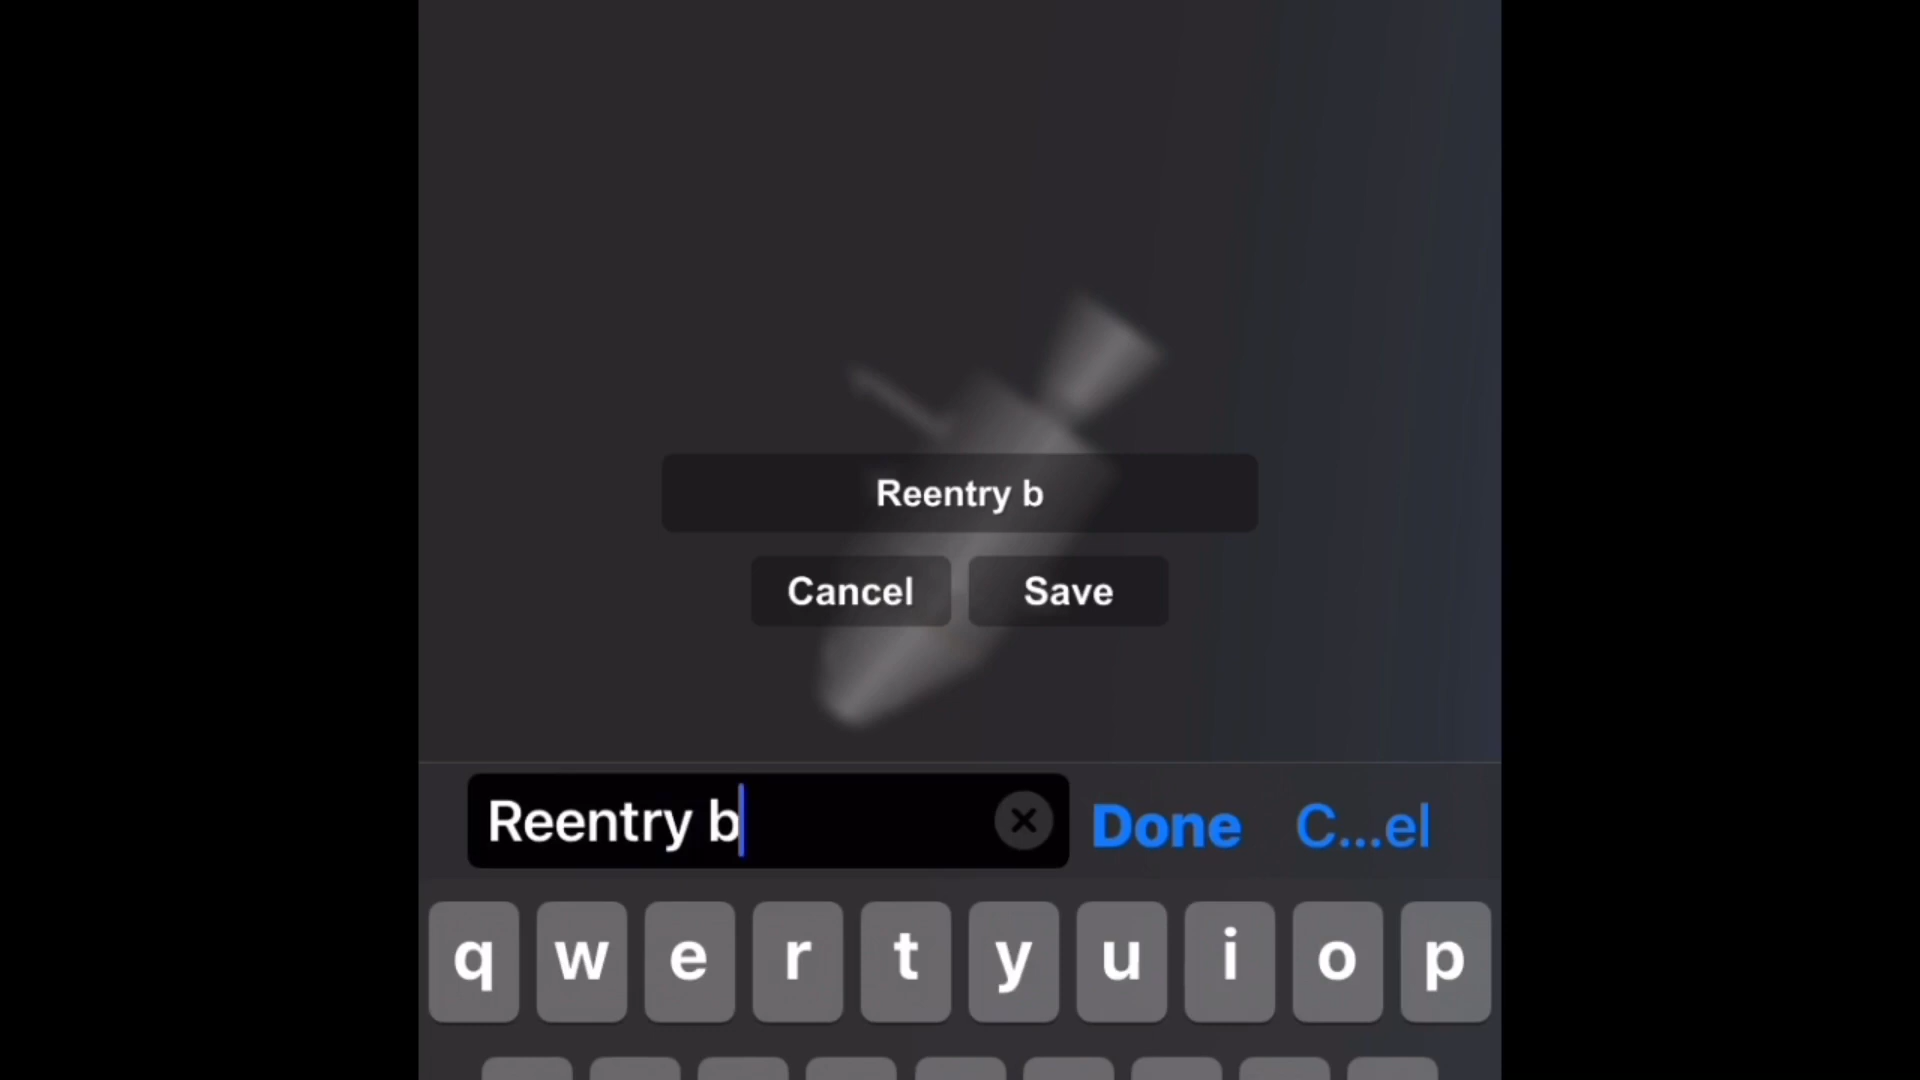 Reentry b
Cancel Save
Reentry b Done C...el
q w e r t y u i o p